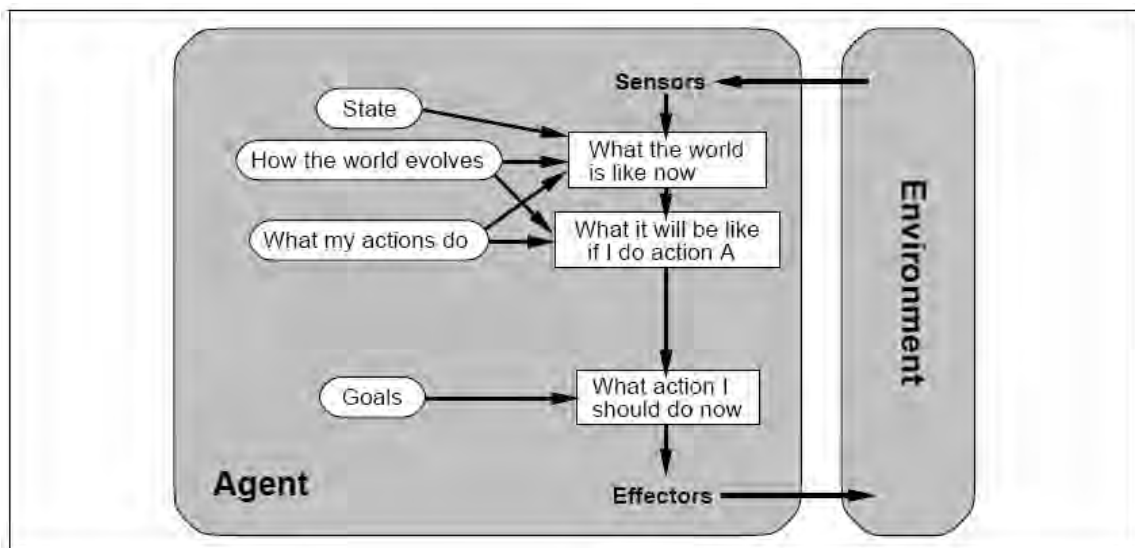 Sensors
State
What the world
is like now
How the world evolves
What my actions do
What it will be like
if I do action A
Goals
What action I
should do now
Agent
Effectors
Environment